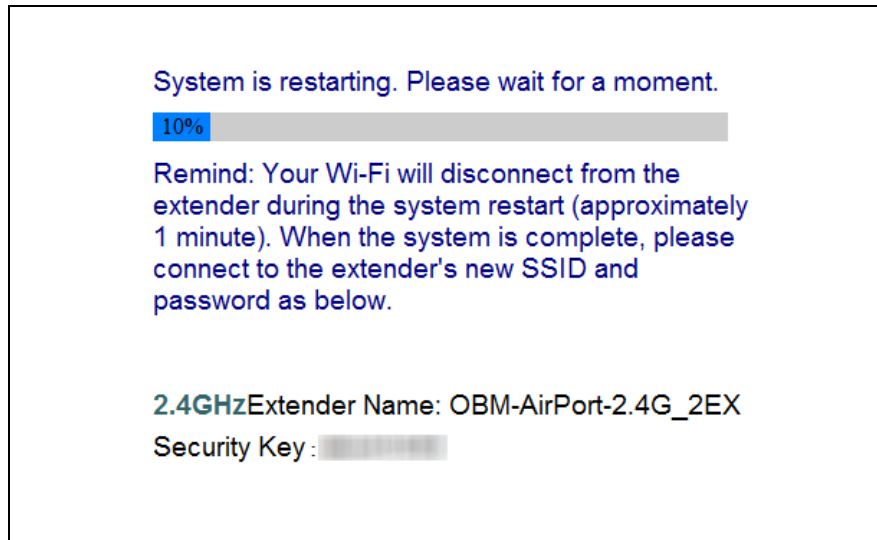 System is restarting. Please wait for a moment.
10%
Remind: Your Wi-Fi will disconnect from the
extender during the system restart (approximately
1 minute). When the system is complete, please
connect to the extender's new SSID and
password as below.
2.4GHzExtender Name: OBM-AirPort-2.4G_2EX
Security Key :